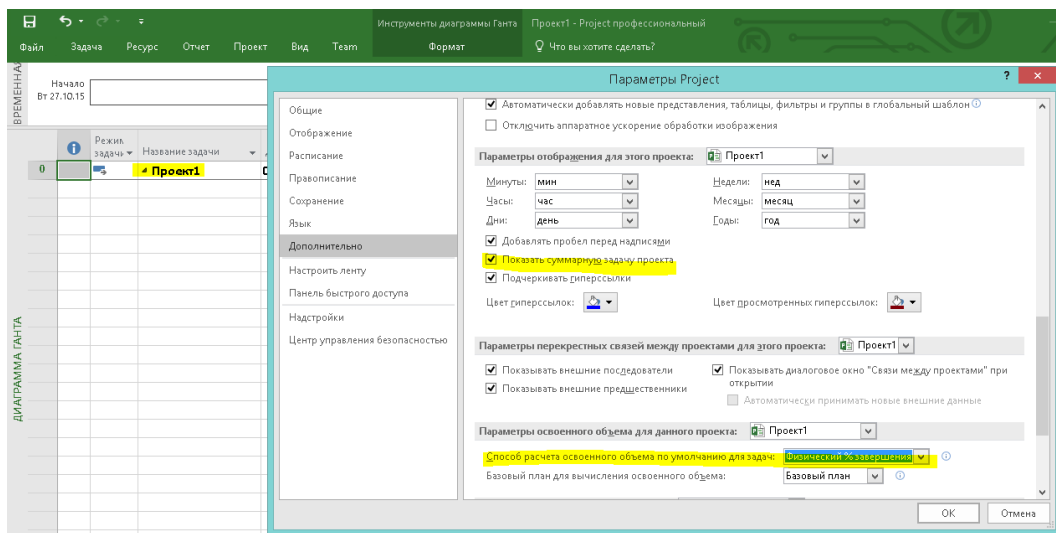 Инструменты диаграммы Ганта Проект1 - Project профессиональный
Файл Задача Ресурс Отчет Проект Вид Team Формат Что вы хотите сделать?
ВРЕМЕННАЯ
Начало
Вт 27.10.15
Параметры Project ? ×
Режим
задачи Название задачи
0 Проект1
ДИАГРАММА ГАНТА
Общие
Отображение
Расписание
Правописание
Сохранение
Язык
Дополнительно
Настроить ленту
Панель быстрого доступа
Надстройки
Центр управления безопасностью
Автоматически добавлять новые представления, таблицы, фильтры и группы в глобальный шаблон
Отключить аппаратное ускорение обработки изображения
Параметры отображения для этого проекта: Проект1
Минуты: мин Недели: нед
Часы: час Месяцы: месяц
Дни: день Годы: год
Добавлять пробел перед надписями
Показать суммарную задачу проекта
Подчеркивать гиперссылки
Цвет гиперссылок: Цвет просмотренных гиперссылок:
Параметры перекрестных связей между проектами для этого проекта: Проект1
Показывать внешние последователи Показывать диалоговое окно "Связи между проектами" при
открытии
Показывать внешние предшественники
Автоматически принимать новые внешние данные
Параметры освоенного объема для данного проекта: Проект1
Способ расчета освоенного объема по умолчанию для задач: Физический % завершения
Базовый план для вычисления освоенного объема: Базовый план
OK Отмена